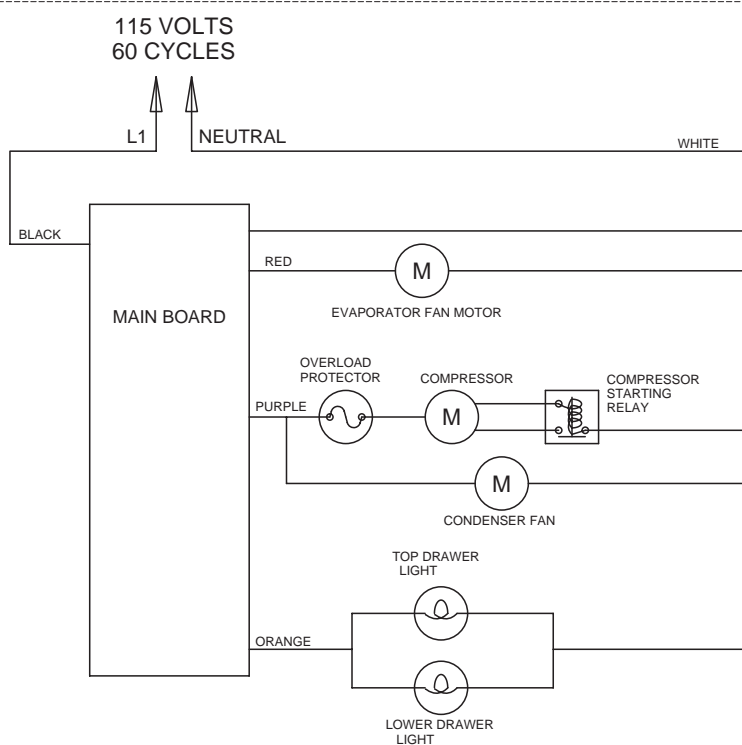 115 VOLTS
60 CYCLES
L1
NEUTRAL
WHITE
BLACK
RED
M
MAIN BOARD
EVAPORATOR FAN MOTOR
OVERLOAD
PROTECTOR
COMPRESSOR
COMPRESSOR
STARTING
RELAY
PURPLE
M
M
CONDENSER FAN
TOP DRAWER
LIGHT
ORANGE
LOWER DRAWER
LIGHT